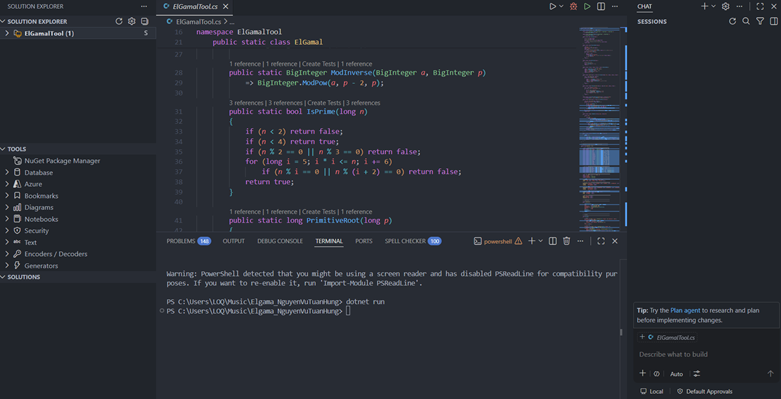 SOLUTION EXPLORER
SOLUTION EXPLORER
ElGamalTool (1) S
TOOLS
NuGet Package Manager
Database
Azure
Bookmarks
Diagrams
Notebooks
Security
Text
Encoders / Decoders
Generators
SOLUTIONS
ElGamalTool.cs
ElGamalTool.cs > ...
16 namespace ElGamalTool
21 public static class ElGamal
27
1 reference | 1 reference | Create Tests | 1 reference
28 public static BigInteger ModInverse(BigInteger a, BigInteger p)
29 => BigInteger.ModPow(a, p - 2, p);
30
3 references | 3 references | Create Tests | 3 references
31 public static bool IsPrime(long n)
32 {
33 if (n < 2) return false;
34 if (n < 4) return true;
35 if (n % 2 == 0 || n % 3 == 0) return false;
36 for (long i = 5; i * i <= n; i += 6)
37 if (n % i == 0 || n % (i + 2) == 0) return false;
38 return true;
39 }
40
1 reference | 1 reference | Create Tests | 1 reference
41 public static long PrimitiveRoot(long p)
PROBLEMS 146 OUTPUT DEBUG CONSOLE TERMINAL PORTS SPELL CHECKER 100 powershell
Warning: PowerShell detected that you might be using a screen reader and has disabled PSReadLine for compatibility pur
poses. If you want to re-enable it, run 'Import-Module PSReadLine'.
PS C:\Users\LOQ\Music\Elgama_NguyenVuTuanHung> dotnet run
PS C:\Users\LOQ\Music\Elgama_NguyenVuTuanHung>
CHAT
SESSIONS
Tip: Try the Plan agent to research and plan
before implementing changes.
ElGamalTool.cs
Describe what to build
Auto
Local Default Approvals